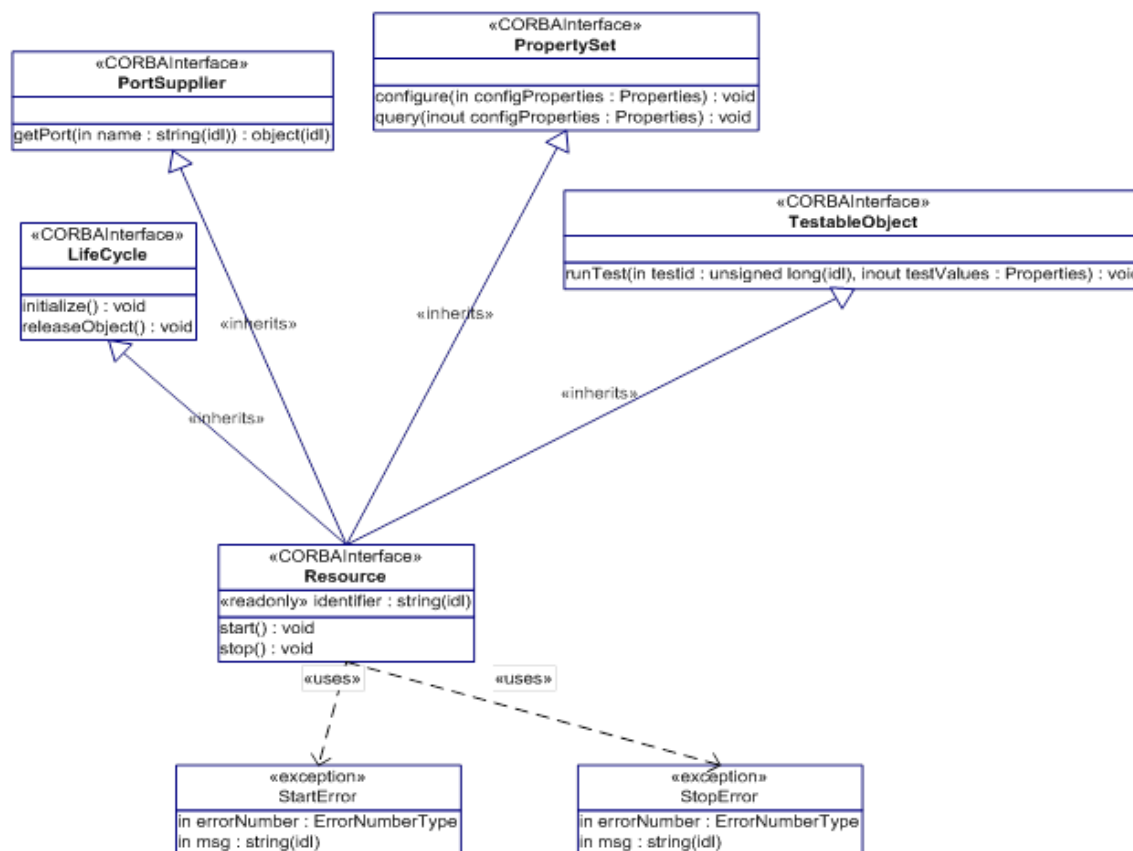 «CORBAInterface»
PropertySet
configure(in configProperties : Properties) : void
query(inout configProperties : Properties) : void
«CORBAInterface»
PortSupplier
getPort(in name : string(idl)) : object(idl)
«CORBAInterface»
TestableObject
runTest(in testid : unsigned long(idl), inout testValues : Properties) : void
«CORBAInterface»
LifeCycle
initialize() : void
releaseObject() : void
«inherits»
«inherits»
«inherits»
«inherits»
«CORBAInterface»
Resource
«readonly» identifier : string(idl)
start() : void
stop() : void
«uses»
«uses»
«exception»
StartError
in errorNumber : ErrorNumberType
in msg : string(idl)
«exception»
StopError
in errorNumber : ErrorNumberType
in msg : string(idl)